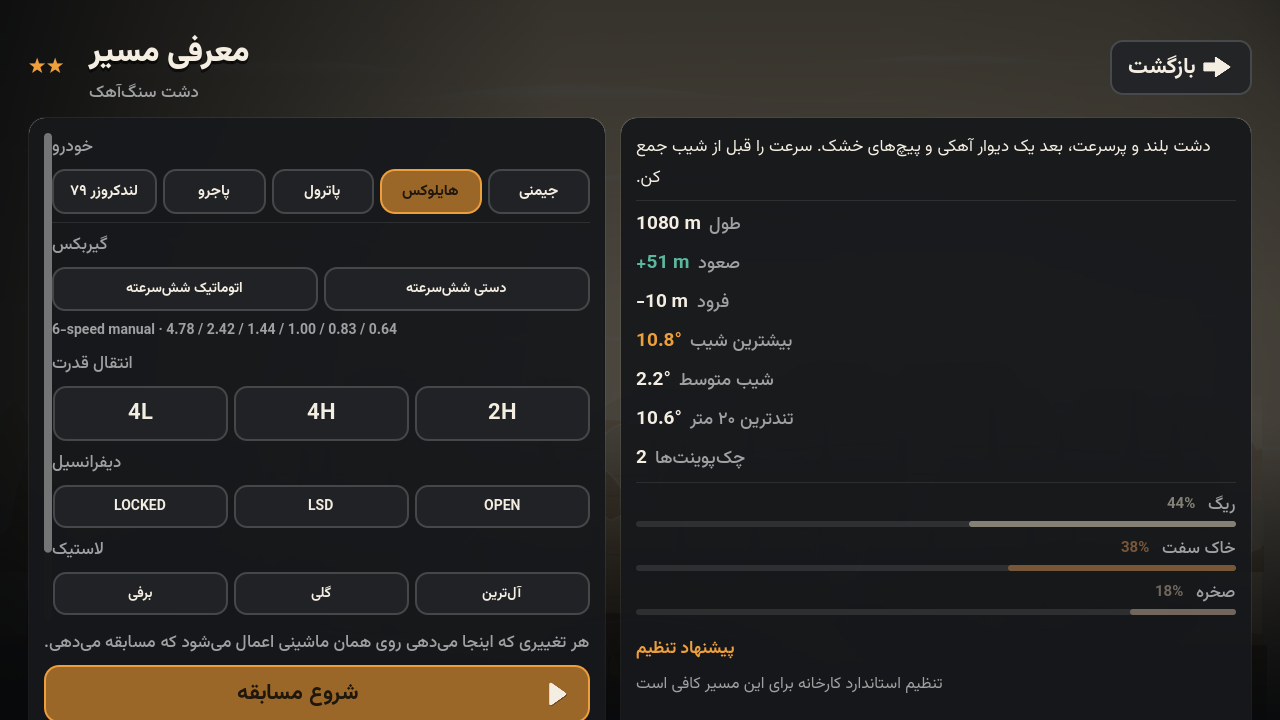 بازگشت
معرفی مسیر
دشت سنگ‌آهک
دشت بلند و پرسرعت، بعد یک دیوار آهکی و پیچ‌های خشک. سرعت را قبل از شیب جمع
کن.
طول 1080 m
صعود +51 m
فرود −10 m
بیشترین شیب 10.8°
شیب متوسط 2.2°
تندترین ۲۰ متر 10.6°
چک‌پوینت‌ها 2
ریگ 44%
خاک سفت 38%
صخره 18%
پیشنهاد تنظیم
تنظیم استاندارد کارخانه برای این مسیر کافی است
خودرو
جیمنی هایلوکس پاترول پاجرو لندکروزر ۷۹
گیربکس
دستی شش‌سرعته اتوماتیک شش‌سرعته
6-speed manual · 4.78 / 2.42 / 1.44 / 1.00 / 0.83 / 0.64
انتقال قدرت
2H 4H 4L
دیفرانسیل
OPEN LSD LOCKED
لاستیک
آل‌ترین گلی برفی
هر تغییری که اینجا می‌دهی روی همان ماشینی اعمال می‌شود که مسابقه می‌دهی.
شروع مسابقه